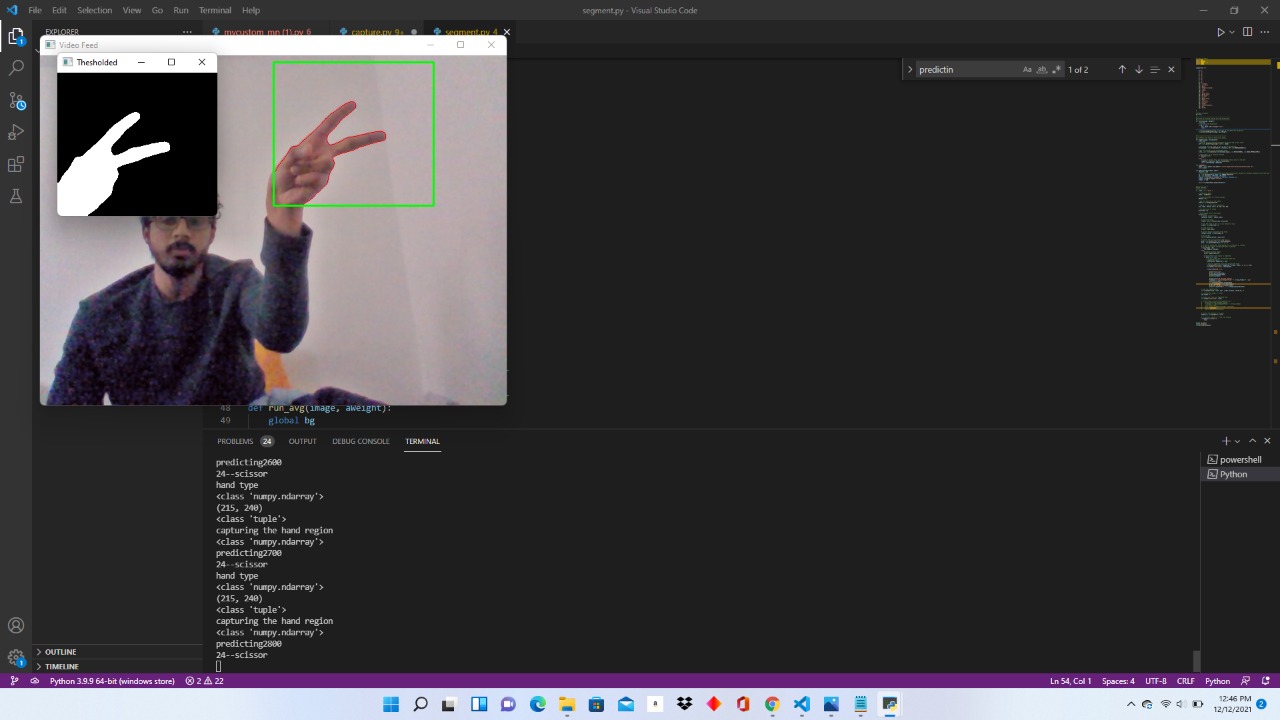 File Edit Selection View Go Run Terminal Help
segment.py - Visual Studio Code
EXPLORER
mycustom_mn (1).py 6
capture.py 9+
segment.py 4
Video Feed
Thesholded
predictin
Aa ab
1 of 2
48 def run_avg(image, aWeight):
49 global bg
PROBLEMS 24 OUTPUT DEBUG CONSOLE TERMINAL
predicting2600
24--scissor
hand type
<class 'numpy.ndarray'>
(215, 240)
<class 'tuple'>
capturing the hand region
<class 'numpy.ndarray'>
predicting2700
24--scissor
hand type
<class 'numpy.ndarray'>
(215, 240)
<class 'tuple'>
capturing the hand region
<class 'numpy.ndarray'>
predicting2800
24--scissor
powershell
Python
OUTLINE
TIMELINE
Python 3.9.9 64-bit (windows store) 2 22
Ln 54, Col 1 Spaces: 4 UTF-8 CRLF Python
12:46 PM
12/12/2021
2